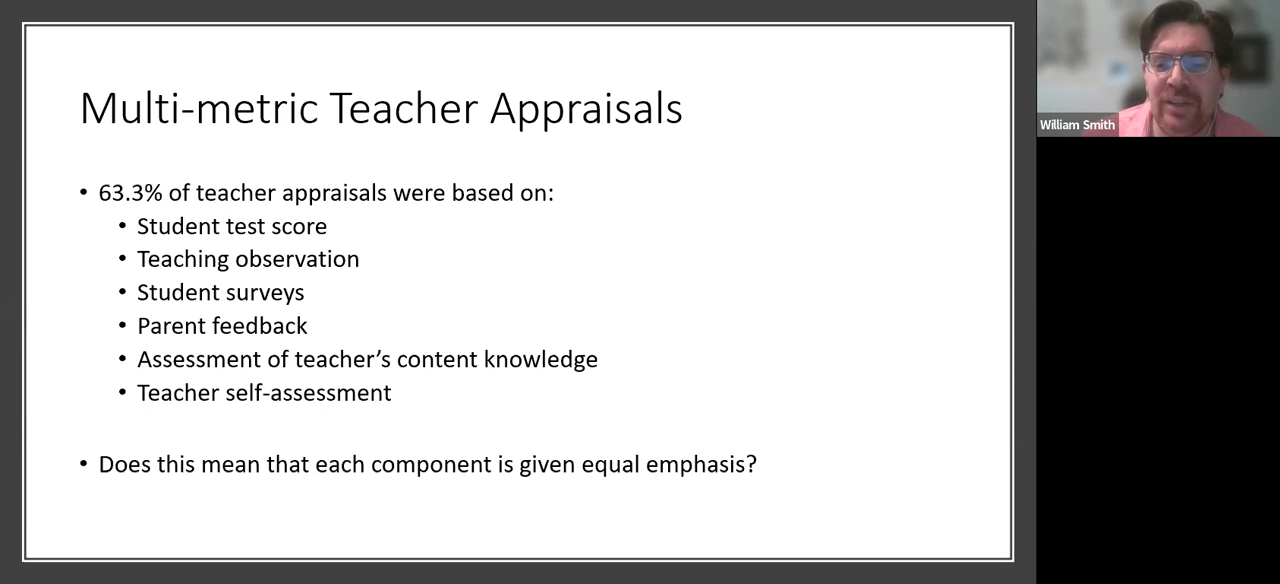 Multi-metric Teacher Appraisals
• 63.3% of teacher appraisals were based on:
• Student test score
• Teaching observation
• Student surveys
• Parent feedback
• Assessment of teacher’s content knowledge
• Teacher self-assessment
• Does this mean that each component is given equal emphasis?
William Smith